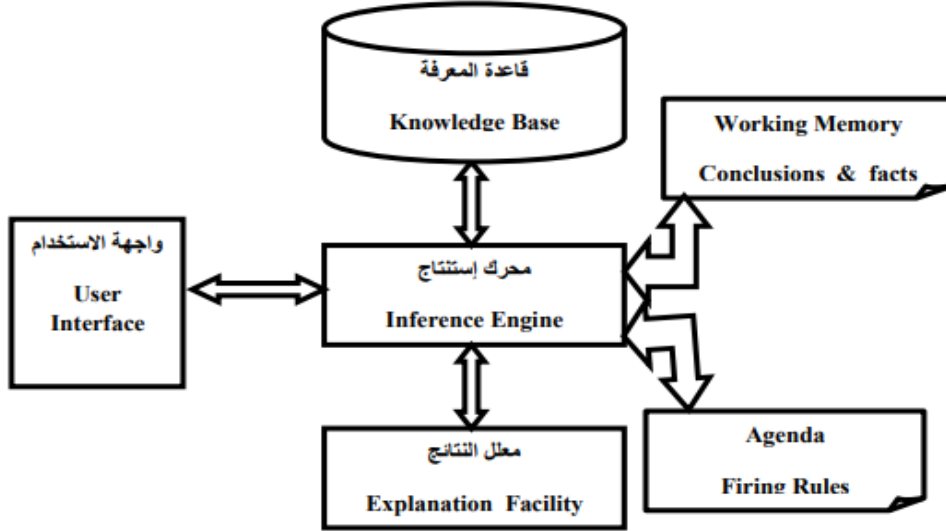 قاعدة المعرفة
Knowledge Base
Working Memory
Conclusions & facts
واجهة الاستخدام
User
Interface
محرك إستنتاج
Inference Engine
معلل النتائج
Explanation Facility
Agenda
Firing Rules